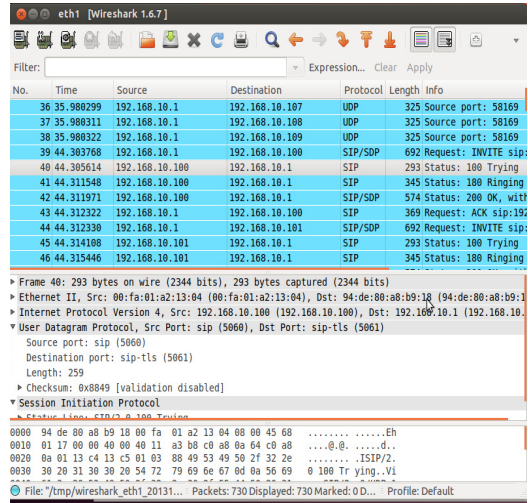 eth1 [Wireshark 1.6.7 ]
Filter: Expression... Clear Apply
No. Time Source Destination Protocol Length Info
36 35.980299 192.168.10.1 192.168.10.107 UDP 325 Source port: 58169
37 35.980311 192.168.10.1 192.168.10.108 UDP 325 Source port: 58169
38 35.980322 192.168.10.1 192.168.10.109 UDP 325 Source port: 58169
39 44.303768 192.168.10.1 192.168.10.100 SIP/SDP 692 Request: INVITE sip:
40 44.305614 192.168.10.100 192.168.10.1 SIP 293 Status: 100 Trying
41 44.311548 192.168.10.100 192.168.10.1 SIP 345 Status: 180 Ringing
42 44.311971 192.168.10.100 192.168.10.1 SIP/SDP 574 Status: 200 OK, with
43 44.312322 192.168.10.1 192.168.10.100 SIP 369 Request: ACK sip:192
44 44.312330 192.168.10.1 192.168.10.101 SIP/SDP 692 Request: INVITE sip:
45 44.314108 192.168.10.101 192.168.10.1 SIP 293 Status: 100 Trying
46 44.315446 192.168.10.101 192.168.10.1 SIP 345 Status: 180 Ringing
Frame 40: 293 bytes on wire (2344 bits), 293 bytes captured (2344 bits)
Ethernet II, Src: 00:fa:01:a2:13:04 (00:fa:01:a2:13:04), Dst: 94:de:80:a8:b9:18 (94:de:80:a8:b9:1
Internet Protocol Version 4, Src: 192.168.10.100 (192.168.10.100), Dst: 192.168.10.1 (192.168.10.
User Datagram Protocol, Src Port: sip (5060), Dst Port: sip-tls (5061)
Source port: sip (5060)
Destination port: sip-tls (5061)
Length: 259
Checksum: 0x8849 [validation disabled]
Session Initiation Protocol
Status Line: SIP/2.0 100 Trying
0000 94 de 80 a8 b9 18 00 fa 01 a2 13 04 08 00 45 68 ........ ......Eh
0010 01 17 00 00 40 00 40 11 a3 b8 c0 a8 0a 64 c0 a8 ....@.@. .....d..
0020 0a 01 13 c4 13 c5 01 03 88 49 53 49 50 2f 32 2e ........ .ISIP/2.
0030 30 20 31 30 30 20 54 72 79 69 6e 67 0d 0a 56 69 0 100 Tr ying..Vi
File: "/tmp/wireshark_eth1_20131... Packets: 730 Displayed: 730 Marked: 0 D... Profile: Default